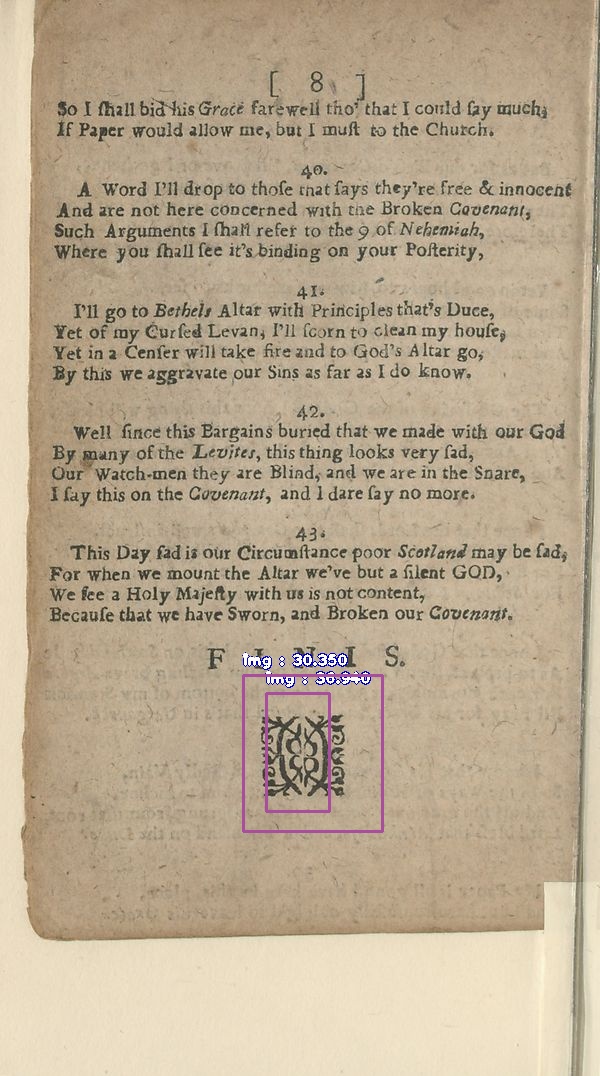 [ 8 ]
So I ſhall bid his Grace farewell tho' that I could ſay much;
If Paper would allow me, but I muſt to the Church.
40.
A Word I'll drop to thoſe that ſays they're free & innocent
And are not here concerned with the Broken Covenant,
Such Arguments I ſhall refer to the 9 of Nehemiah,
Where you ſhall ſee it's binding on your Poſterity,
41.
I'll go to Bethels Altar with Principles that's Duce,
Yet of my Curſed Levan, I'll ſcorn to clean my houſe;
Yet in a Cenſer will take fire and to God's Altar go,
By this we aggravate our Sins as far as I do know.
42.
Well ſince this Bargains buried that we made with our God
By many of the Levites, this thing looks very ſad,
Our Watch-men they are Blind, and we are in the Snare,
I ſay this on the Covenant, and I dare ſay no more.
43.
This Day ſad is our Circumſtance poor Scotland may be ſad,
For when we mount the Altar we've but a ſilent GOD,
We ſee a Holy Majeſty with us is not content,
Becauſe that we have Sworn, and Broken our Covenant.
F I N I S.
img : 30.350
img : 36.940